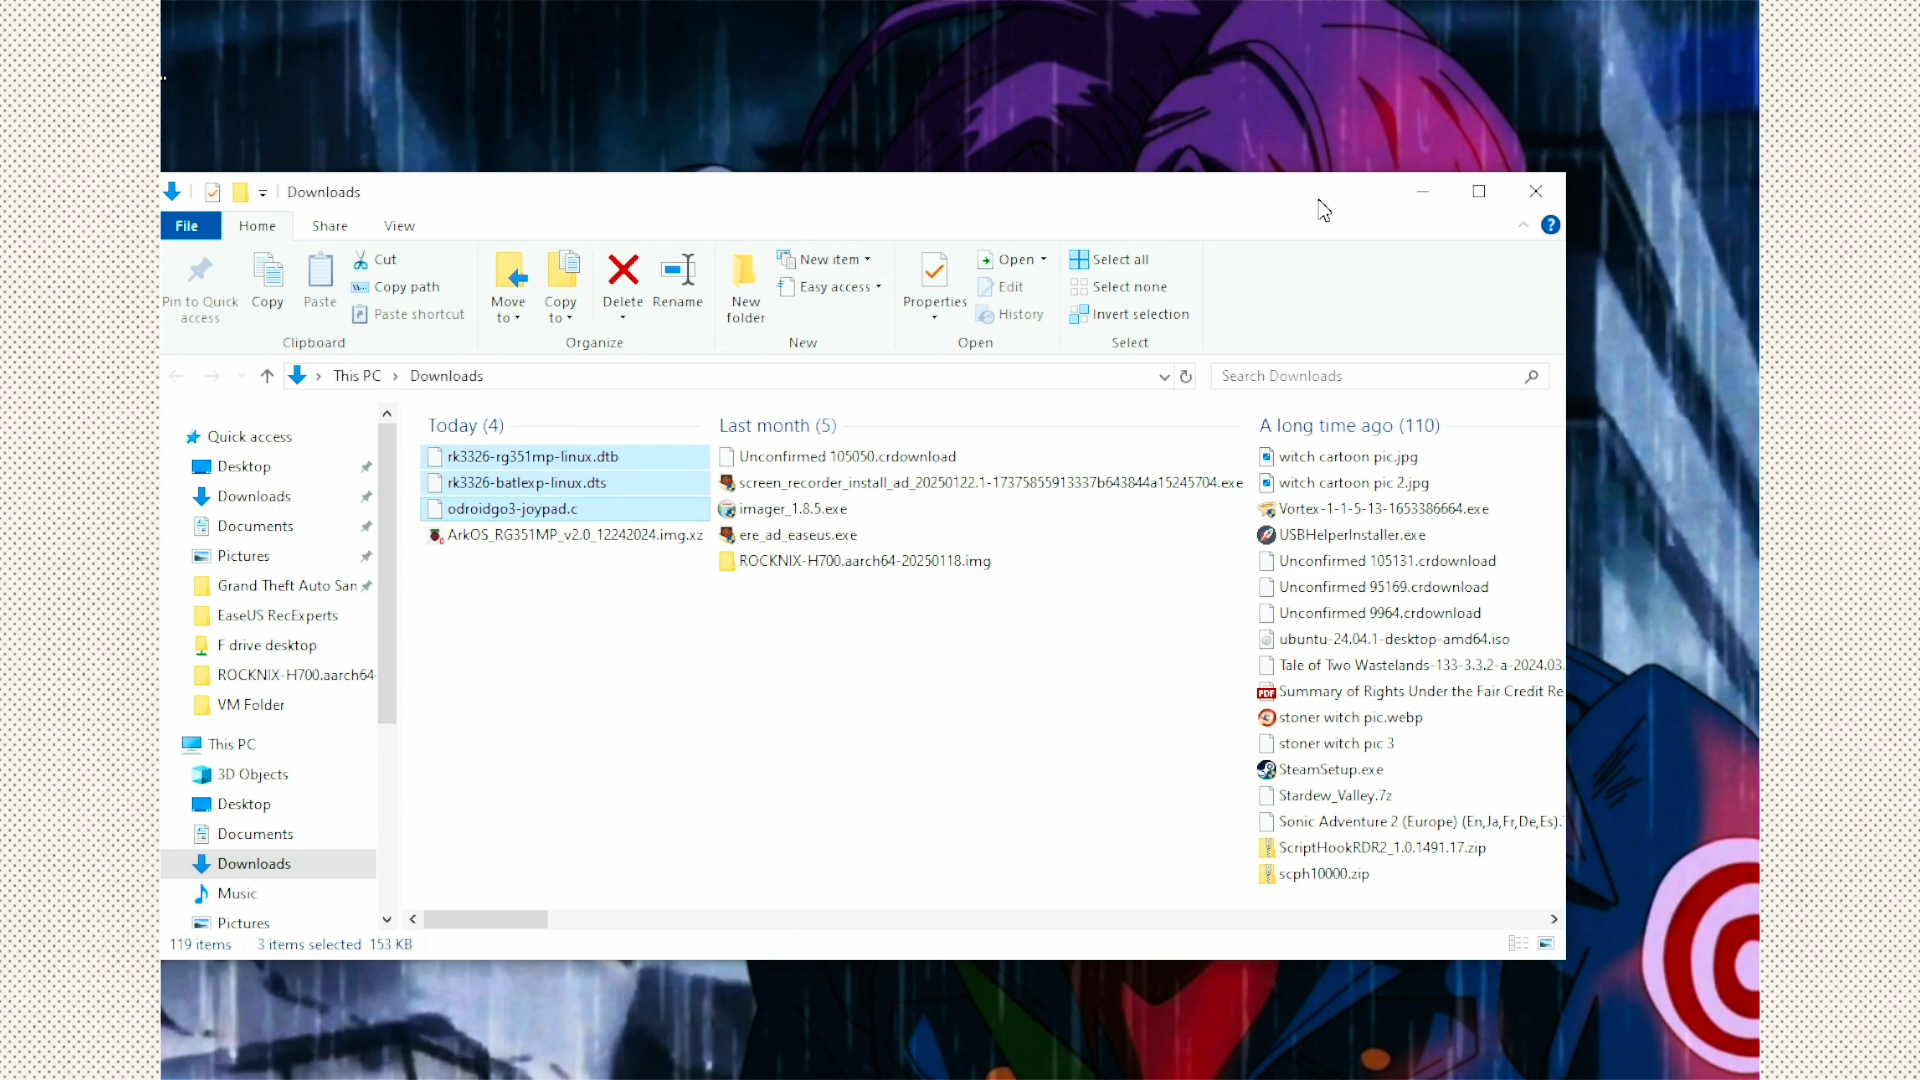 Downloads
File
Home
Share
View
Pin to Quick
access
Copy
Paste
Cut
Copy path
Paste shortcut
Clipboard
Move
to
Copy
to
Delete
Rename
Organize
New
folder
New item
Easy access
New
Properties
Open
Edit
History
Open
Select all
Select none
Invert selection
Select
This PC
Downloads
Search Downloads
Quick access
Desktop
Downloads
Documents
Pictures
Grand Theft Auto San
EaseUS RecExperts
F drive desktop
ROCKNIX-H700.aarch64
VM Folder
This PC
3D Objects
Desktop
Documents
Downloads
Music
Pictures
Today (4)
rk3326-rg351mp-linux.dtb
rk3326-batlexp-linux.dts
odroidgo3-joypad.c
ArkOS_RG351MP_v2.0_12242024.img.xz
Last month (5)
Unconfirmed 105050.crdownload
screen_recorder_install_ad_20250122.1-17375855913337b643844a15245704.exe
imager_1.8.5.exe
ere_ad_easeus.exe
ROCKNIX-H700.aarch64-20250118.img
A long time ago (110)
witch cartoon pic.jpg
witch cartoon pic 2.jpg
Vortex-1-1-5-13-1653386664.exe
USBHelperInstaller.exe
Unconfirmed 105131.crdownload
Unconfirmed 95169.crdownload
Unconfirmed 9964.crdownload
ubuntu-24.04.1-desktop-amd64.iso
Tale of Two Wastelands-133-3.3.2-a-2024.03.
Summary of Rights Under the Fair Credit Re
stoner witch pic.webp
stoner witch pic 3
SteamSetup.exe
Stardew_Valley.7z
Sonic Adventure 2 (Europe) (En,Ja,Fr,De,Es).
ScriptHookRDR2_1.0.1491.17.zip
scph10000.zip
119 items
3 items selected 153 KB